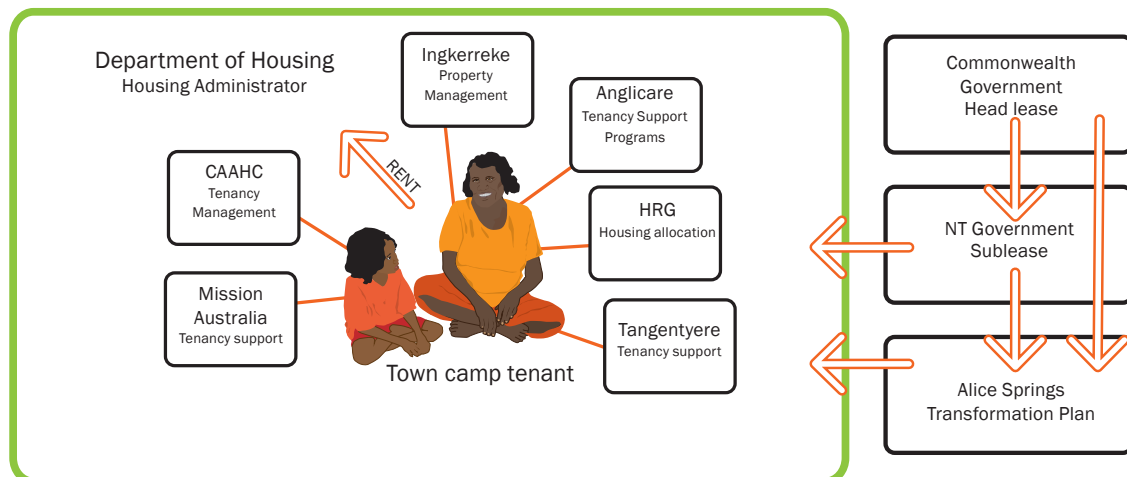 Department of Housing
Housing Administrator
Ingkerreke
Property
Management
Anglicare
Tenancy Support
Programs
CAAHC
Tenancy
Management
RENT
HRG
Housing allocation
Mission
Australia
Tenancy support
Tangentyere
Tenancy support
Town camp tenant
Commonwealth
Government
Head lease
NT Government
Sublease
Alice Springs
Transformation Plan